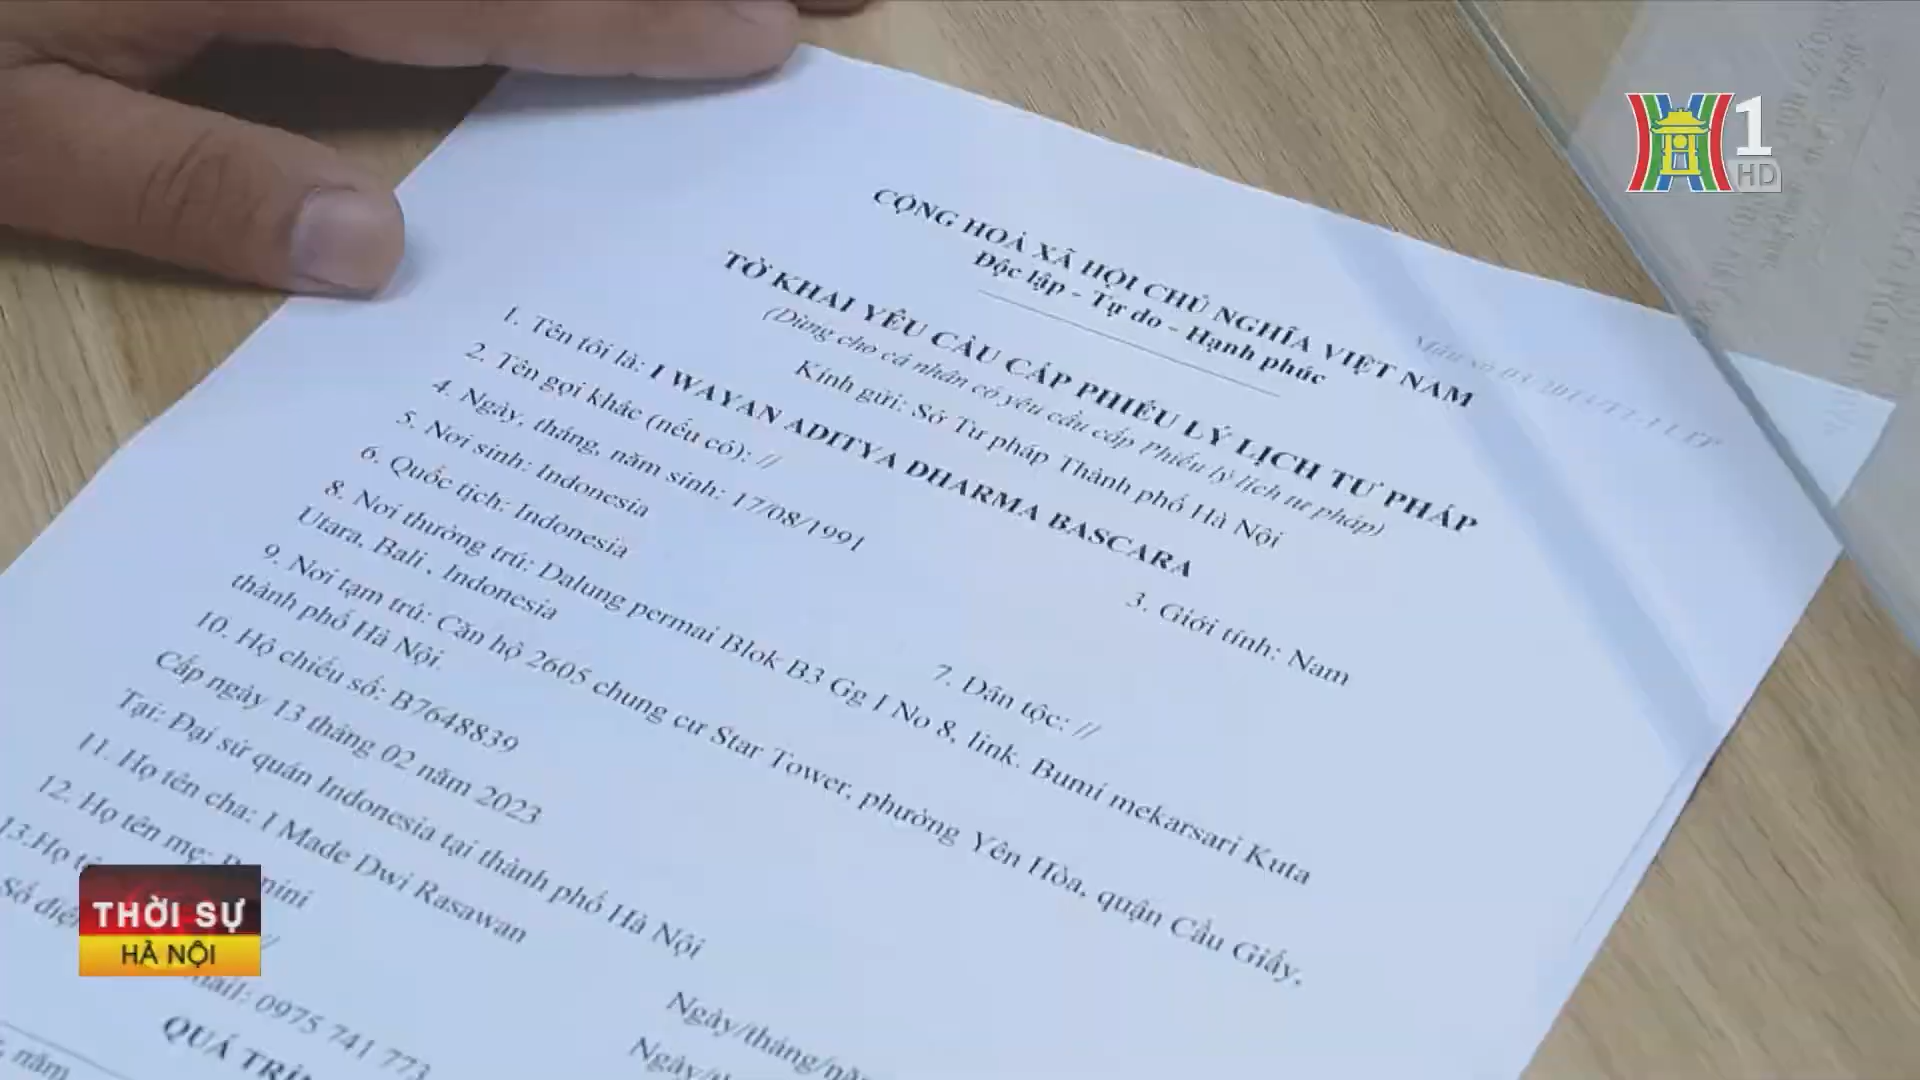 1
HD
CỘNG HOÀ XÃ HỘI CHỦ NGHĨA VIỆT NAM
Độc lập - Tự do - Hạnh phúc
TỜ KHAI YÊU CẦU CẤP PHIẾU LÝ LỊCH TƯ PHÁP
(Dùng cho cá nhân có yêu cầu cấp Phiếu lý lịch tư pháp)
Kính gửi: Sở Tư pháp Thành phố Hà Nội
1. Tên tôi là: I WAYAN ADITYA DHARMA BASCARA
2. Tên gọi khác (nếu có): // 3. Giới tính: Nam
4. Ngày, tháng, năm sinh: 17/08/1991
5. Nơi sinh: Indonesia
6. Quốc tịch: Indonesia 7. Dân tộc: //
8. Nơi thường trú: Dalung permai Blok B3 Gg I No 8, link. Bumi mekarsari Kuta
Utara, Bali , Indonesia
9. Nơi tạm trú: Căn hộ 2605 chung cư Star Tower, phường Yên Hòa, quận Cầu Giấy,
thành phố Hà Nội.
10. Hộ chiếu số: B7648839
Cấp ngày 13 tháng 02 năm 2023
Tại: Đại sứ quán Indonesia tại thành phố Hà Nội
11. Họ tên cha: I Made Dwi Rasawan
12. Họ tên mẹ:
13.Họ
Số //
0975 741 773
QUÁ
năm
THỜI SỰ
HÀ NỘI